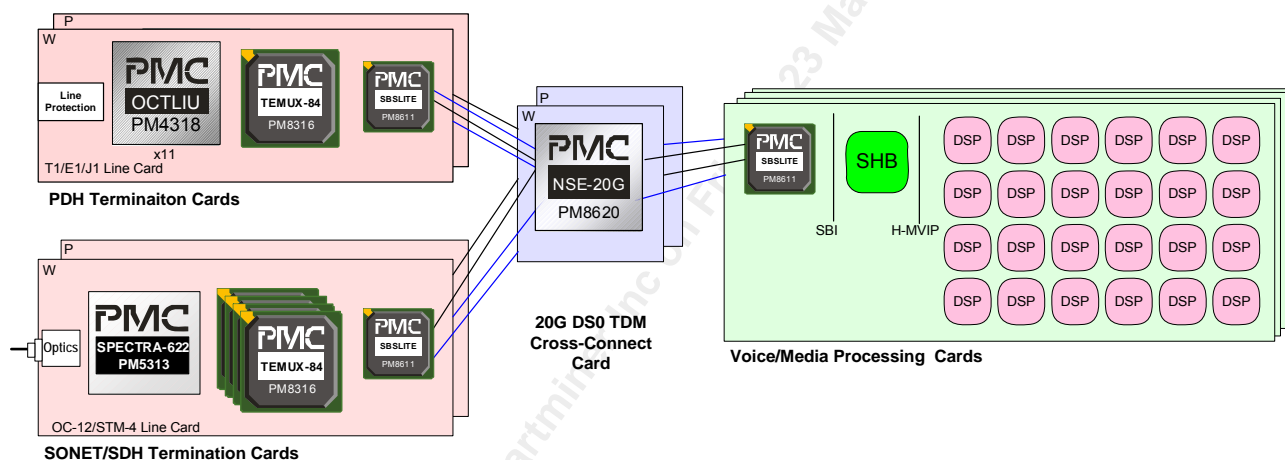 P
W
Line
Protection
PMC
OCTLIU
PM4318
x11
PMC
TEMUX-84
PM8316
PMC
SBSLITE
PM8611
T1/E1/J1 Line Card
PDH Terminaiton Cards
P
W
Optics
PMC
SPECTRA-622
PM5313
PMC
TEMUX-84
PM8316
PMC
SBSLITE
PM8611
OC-12/STM-4 Line Card
SONET/SDH Termination Cards
P
W
PMC
NSE-20G
PM8620
20G DS0 TDM
Cross-Connect
Card
PMC
SBSLITE
PM8611
SBI
SHB
H-MVIP
DSP DSP DSP DSP DSP DSP
DSP DSP DSP DSP DSP DSP
DSP DSP DSP DSP DSP DSP
DSP DSP DSP DSP DSP DSP
Voice/Media Processing Cards